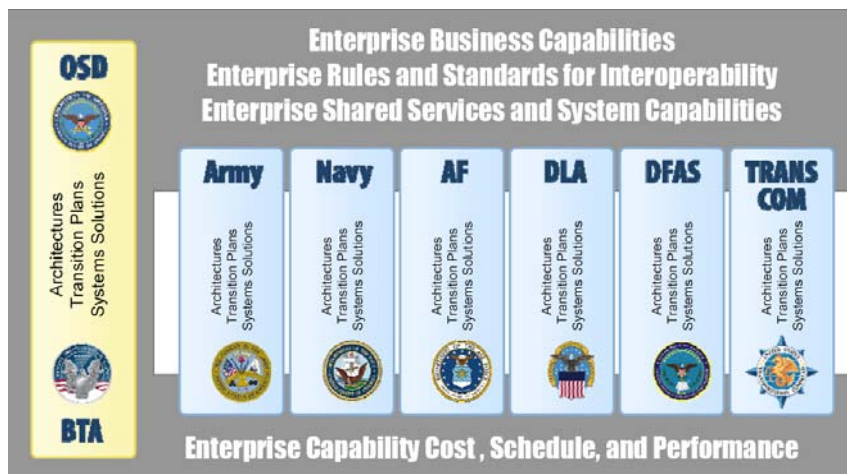 OSD
Architectures
Transition Plans
Systems Solutions
BTA
Enterprise Business Capabilities
Enterprise Rules and Standards for Interoperability
Enterprise Shared Services and System Capabilities
Army
Architectures
Transition Plans
Systems Solutions
Navy
Architectures
Transition Plans
Systems Solutions
AF
Architectures
Transition Plans
Systems Solutions
DLA
Architectures
Transition Plans
Systems Solutions
DFAS
Architectures
Transition Plans
Systems Solutions
TRANS
COM
Architectures
Transition Plans
Systems Solutions
Enterprise Capability Cost , Schedule, and Performance